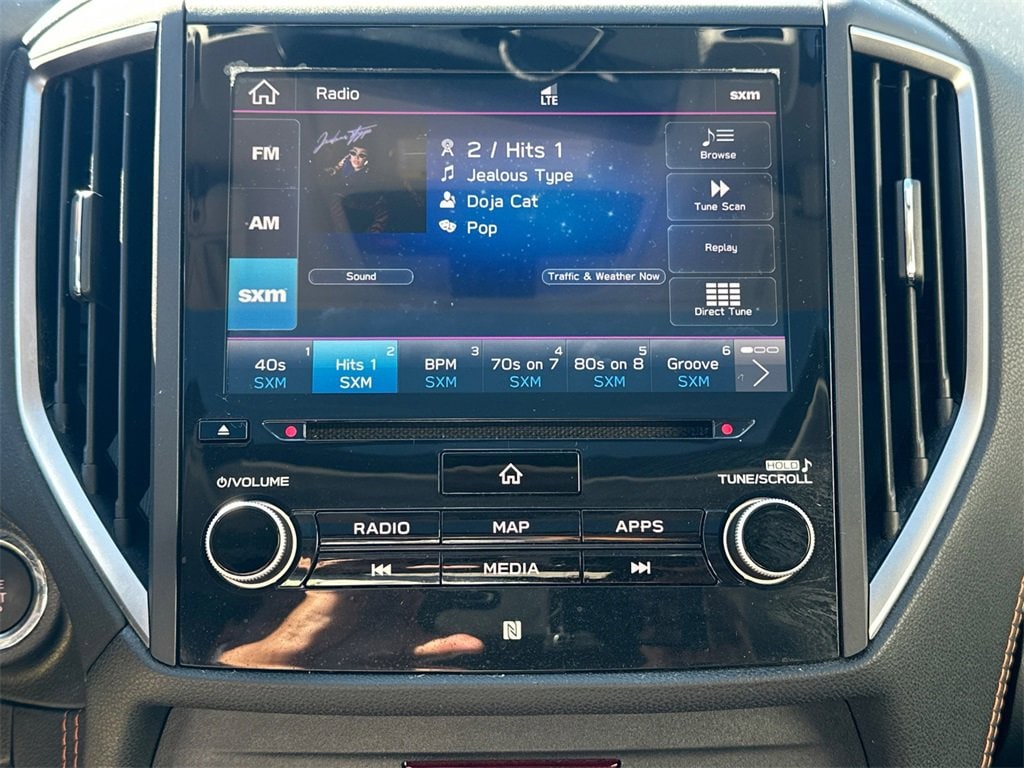 Radio
LTE
sxm
FM
AM
sxm
2 / Hits 1
Jealous Type
Doja Cat
Pop
Sound
Traffic & Weather Now
Browse
Tune Scan
Replay
Direct Tune
40s 1
SXM
Hits 1 2
SXM
BPM 3
SXM
70s on 7 4
SXM
80s on 8 5
SXM
Groove 6
SXM
/VOLUME
HOLD
TUNE/SCROLL
RADIO
MAP
APPS
MEDIA